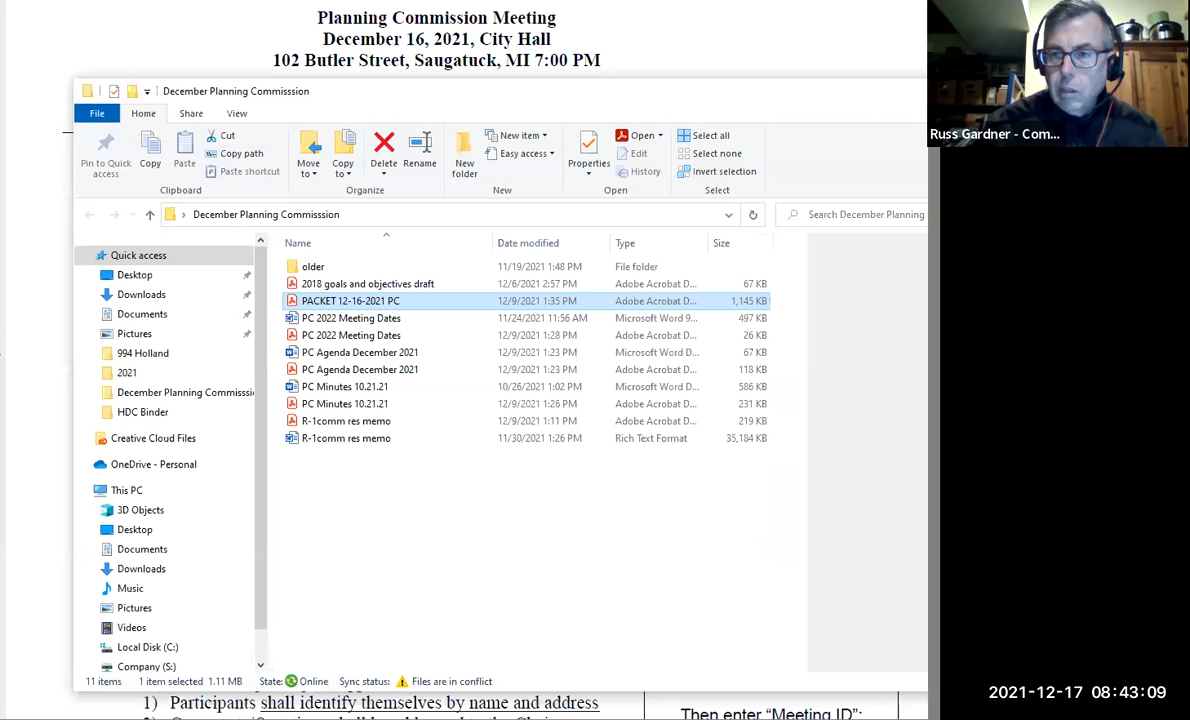 Planning Commission Meeting
December 16, 2021, City Hall
102 Butler Street, Saugatuck, MI 7:00 PM
December Planning Commisssion
File Home Share View
Pin to Quick access
Copy
Paste
Cut
Copy path
Paste shortcut
Clipboard
Move to
Copy to
Delete
Rename
Organize
New folder
New item
Easy access
New
Properties
Open
Edit
History
Open
Select all
Select none
Invert selection
Select
December Planning Commisssion
Search December Planning
Name Date modified Type Size
older 11/19/2021 1:48 PM File folder
2018 goals and objectives draft 12/6/2021 2:57 PM Adobe Acrobat D... 67 KB
PACKET 12-16-2021 PC 12/9/2021 1:35 PM Adobe Acrobat D... 1,145 KB
PC 2022 Meeting Dates 11/24/2021 11:56 AM Microsoft Word 9... 497 KB
PC 2022 Meeting Dates 12/9/2021 1:28 PM Adobe Acrobat D... 26 KB
PC Agenda December 2021 12/9/2021 1:23 PM Microsoft Word D... 67 KB
PC Agenda December 2021 12/9/2021 1:23 PM Adobe Acrobat D... 118 KB
PC Minutes 10.21.21 10/26/2021 1:02 PM Microsoft Word D... 586 KB
PC Minutes 10.21.21 12/9/2021 1:26 PM Adobe Acrobat D... 231 KB
R-1comm res memo 12/9/2021 1:11 PM Adobe Acrobat D... 219 KB
R-1comm res memo 11/30/2021 1:26 PM Rich Text Format 35,184 KB
Quick access
Desktop
Downloads
Documents
Pictures
994 Holland
2021
December Planning Commisssi
HDC Binder
Creative Cloud Files
OneDrive - Personal
This PC
3D Objects
Desktop
Documents
Downloads
Music
Pictures
Videos
Local Disk (C:)
Company (S:)
11 items 1 item selected 1.11 MB State: Online Sync status: Files are in conflict
1) Participants shall identify themselves by name and address
Then enter “Meeting ID”:
Russ Gardner - Com...
2021-12-17 08:43:09